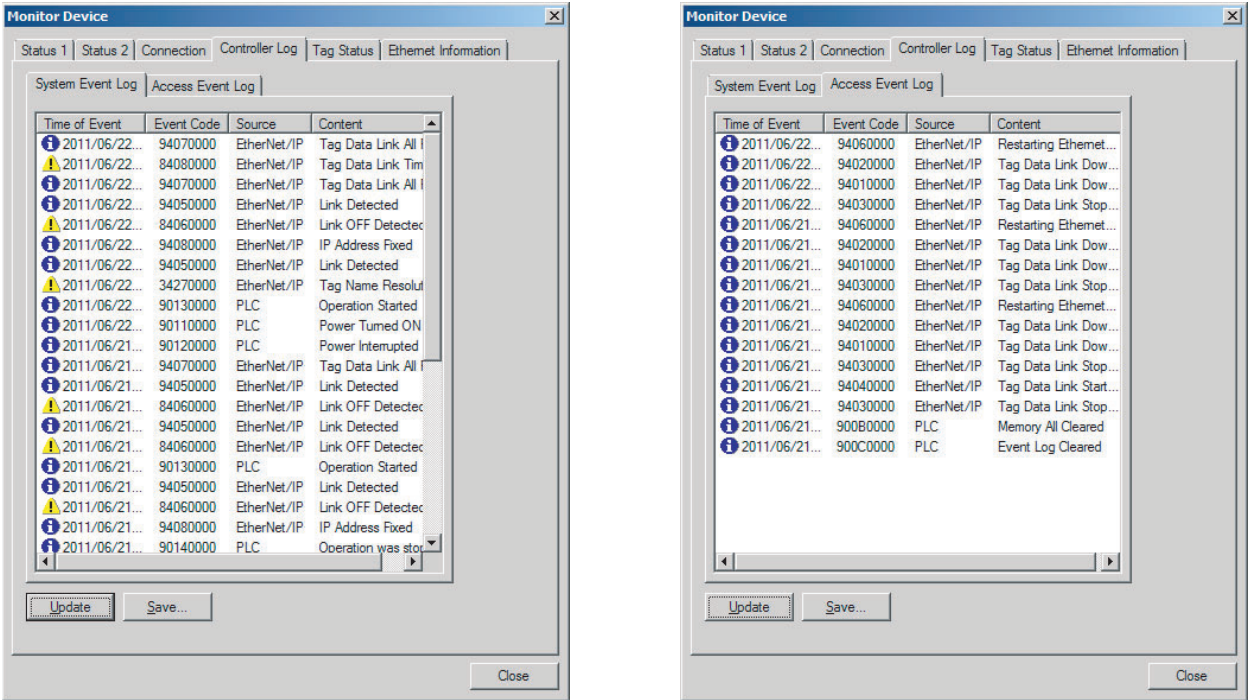 Monitor Device
Status 1 Status 2 Connection Controller Log Tag Status Ethernet Information
System Event Log Access Event Log
Time of Event Event Code Source Content
2011/06/22... 94070000 EtherNet/IP Tag Data Link All
2011/06/22... 84080000 EtherNet/IP Tag Data Link Tim
2011/06/22... 94070000 EtherNet/IP Tag Data Link All
2011/06/22... 94050000 EtherNet/IP Link Detected
2011/06/22... 84060000 EtherNet/IP Link OFF Detected
2011/06/22... 94080000 EtherNet/IP IP Address Fixed
2011/06/22... 94050000 EtherNet/IP Link Detected
2011/06/22... 34270000 EtherNet/IP Tag Name Resolut
2011/06/22... 90130000 PLC Operation Started
2011/06/22... 90110000 PLC Power Turned ON
2011/06/21... 90120000 PLC Power Interrupted
2011/06/21... 94070000 EtherNet/IP Tag Data Link All
2011/06/21... 94050000 EtherNet/IP Link Detected
2011/06/21... 84060000 EtherNet/IP Link OFF Detected
2011/06/21... 94050000 EtherNet/IP Link Detected
2011/06/21... 84060000 EtherNet/IP Link OFF Detected
2011/06/21... 90130000 PLC Operation Started
2011/06/21... 94050000 EtherNet/IP Link Detected
2011/06/21... 84060000 EtherNet/IP Link OFF Detected
2011/06/21... 94080000 EtherNet/IP IP Address Fixed
2011/06/21... 90140000 PLC Operation was stop
Update Save...
Close
Monitor Device
Status 1 Status 2 Connection Controller Log Tag Status Ethernet Information
System Event Log Access Event Log
Time of Event Event Code Source Content
2011/06/22... 94060000 EtherNet/IP Restarting Ethernet...
2011/06/22... 94020000 EtherNet/IP Tag Data Link Dow...
2011/06/22... 94010000 EtherNet/IP Tag Data Link Dow...
2011/06/22... 94030000 EtherNet/IP Tag Data Link Stop...
2011/06/21... 94060000 EtherNet/IP Restarting Ethernet...
2011/06/21... 94020000 EtherNet/IP Tag Data Link Dow...
2011/06/21... 94010000 EtherNet/IP Tag Data Link Dow...
2011/06/21... 94030000 EtherNet/IP Tag Data Link Stop...
2011/06/21... 94060000 EtherNet/IP Restarting Ethernet...
2011/06/21... 94020000 EtherNet/IP Tag Data Link Dow...
2011/06/21... 94010000 EtherNet/IP Tag Data Link Dow...
2011/06/21... 94030000 EtherNet/IP Tag Data Link Stop...
2011/06/21... 94040000 EtherNet/IP Tag Data Link Start...
2011/06/21... 94030000 EtherNet/IP Tag Data Link Stop...
2011/06/21... 900B0000 PLC Memory All Cleared
2011/06/21... 900C0000 PLC Event Log Cleared
Update Save...
Close